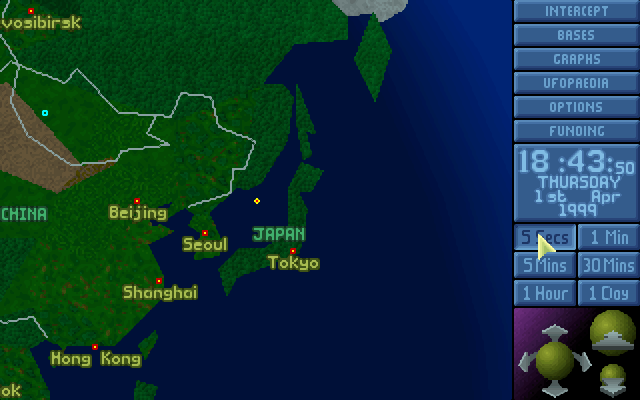 vosibirsk
CHINA
Beijing
Seoul
JAPAN
Tokyo
Shanghai
Hong Kong
ok
INTERCEPT
BASES
GRAPHS
UFOPAEDIA
OPTIONS
FUNDING
18:43:50
THURSDAY
1st Apr
1999
5 Secs
1 Min
5 Mins
30 Mins
1 Hour
1 Day